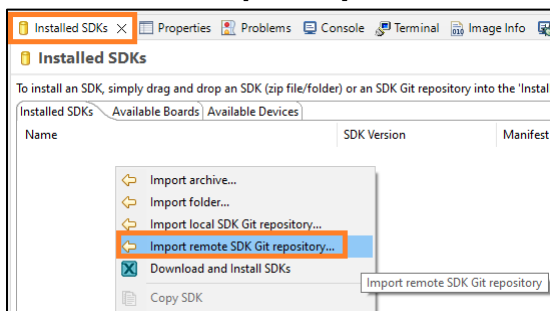 Installed SDKs Properties Problems Console Terminal Image Info
Installed SDKs
To install an SDK, simply drag and drop an SDK (zip file/folder) or an SDK Git repository into the 'Instal
Installed SDKs Available Boards Available Devices
Name SDK Version Manifest
Import archive...
Import folder...
Import local SDK Git repository...
Import remote SDK Git repository...
Download and Install SDKs
Import remote SDK Git repository
Copy SDK